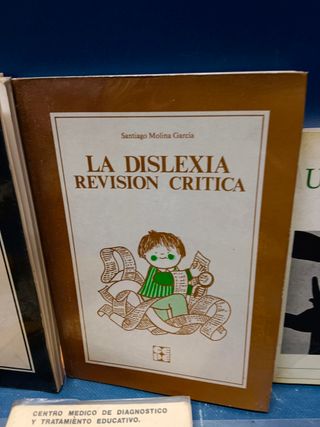 Santiago Molina García
LA DISLEXIA
REVISION CRITICA
U
CENTRO MEDICO DE DIAGNOSTICO
Y TRATAMIENTO EDUCATIVO.